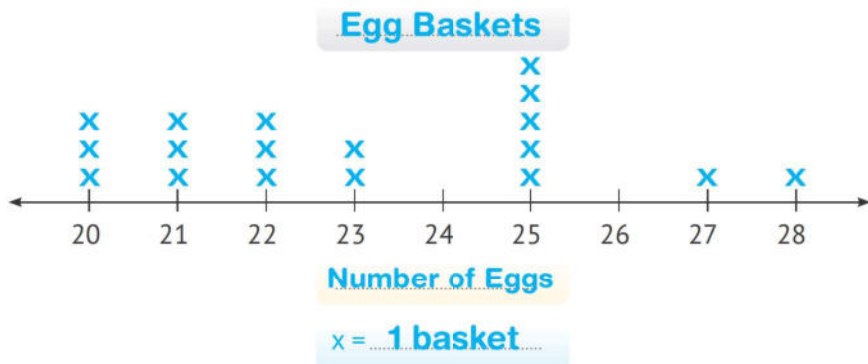 Egg Baskets
x
x
x x x x
x x x x x
x x x x x x x
20 21 22 23 24 25 26 27 28
Number of Eggs
x = 1 basket